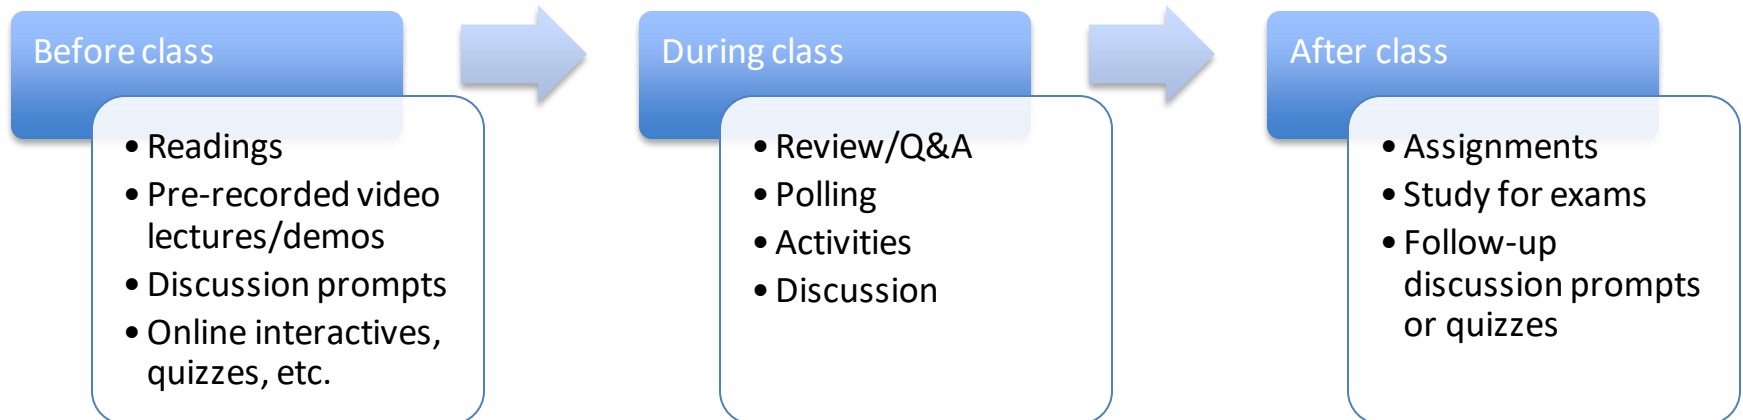 Before class
• Readings
• Pre-recorded video
lectures/demos
• Discussion prompts
• Online interactives,
quizzes, etc.
During class
• Review/Q&A
• Polling
• Activities
• Discussion
After class
• Assignments
• Study for exams
• Follow-up
discussion prompts
or quizzes